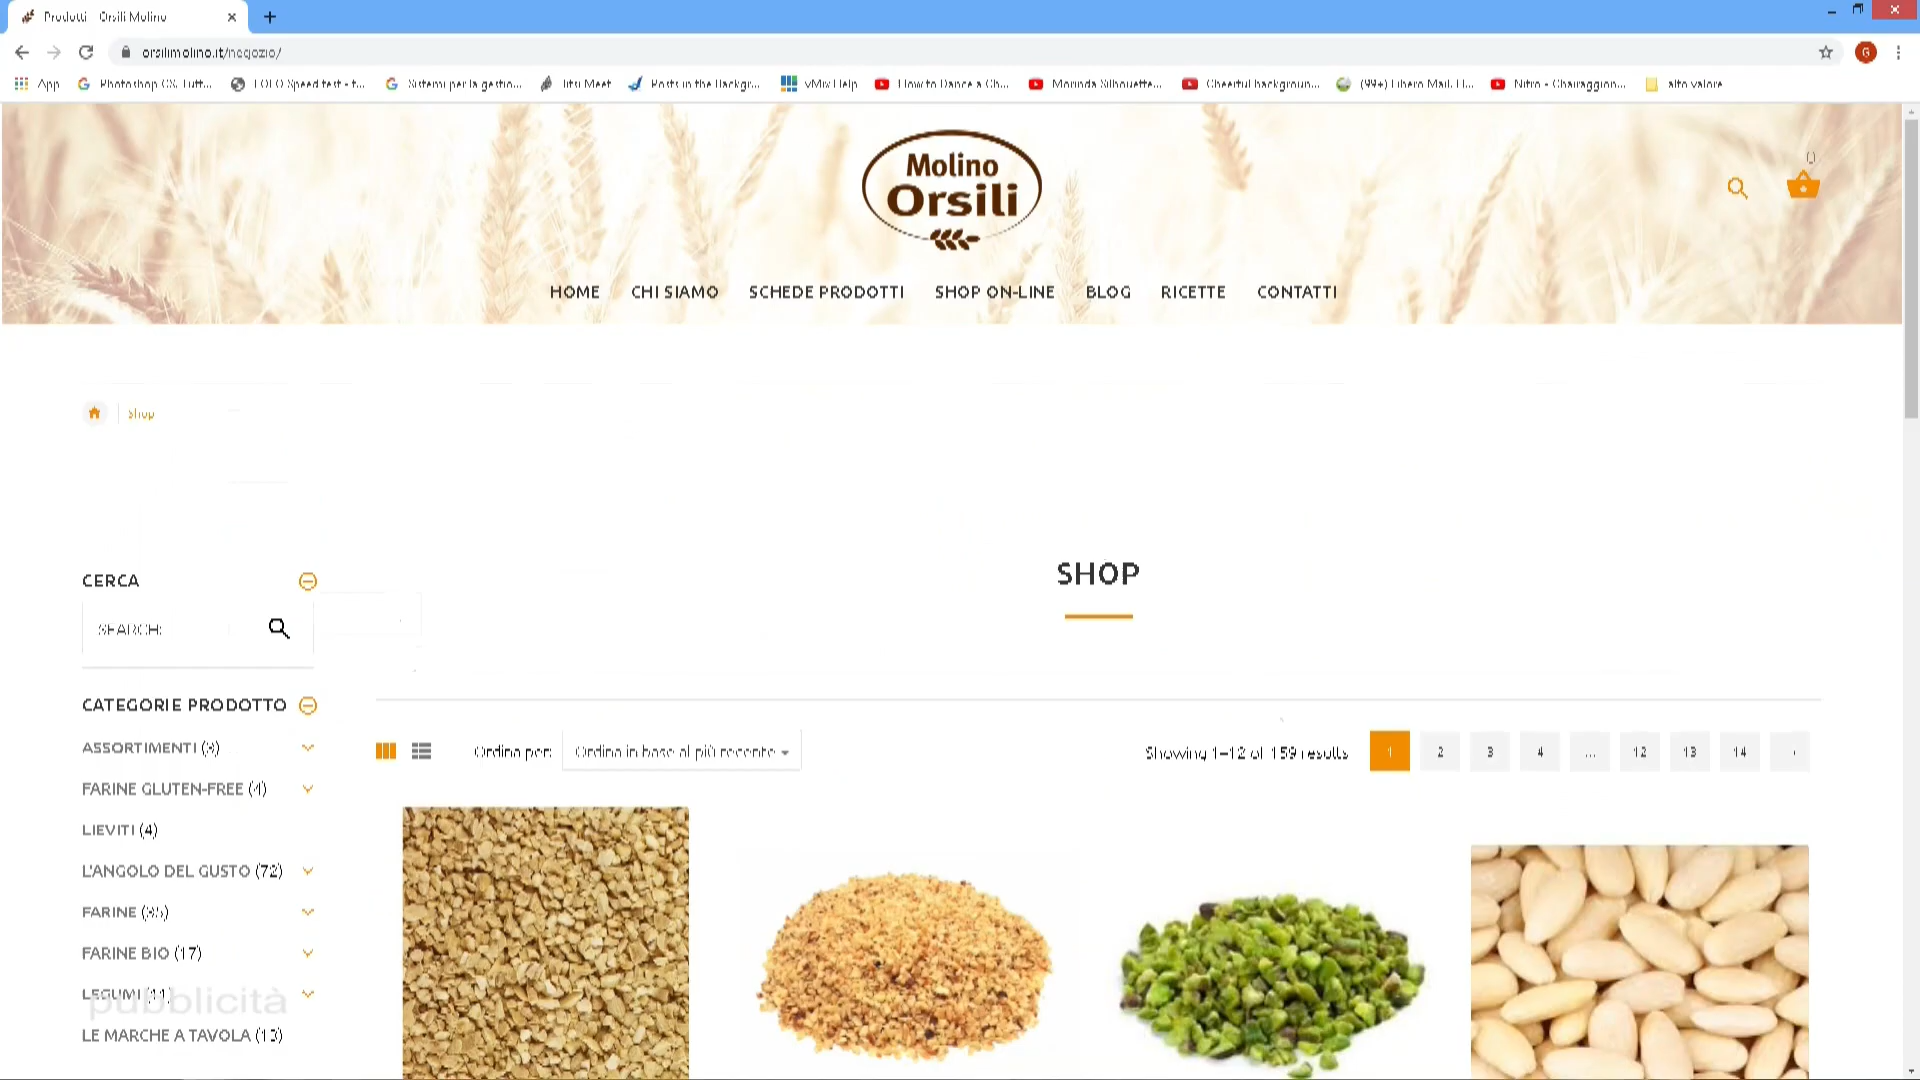 Prodotti - Orsili Molino
orsilimolino.it/negozio/
App
Photoshop CS, Tutt...
Speed test - t...
Sistemi per la gestio...
Jitsi Meet
Posts in the Backgr...
vMix Help
How to Dance a Ch...
Morinda Silhouette...
Cheerful backgroun...
(99+) Libero Mail, ...
Nitro -
alto valore
G
Molino
Orsili
0
HOME
CHI SIAMO
SCHEDE PRODOTTI
SHOP ON-LINE
BLOG
RICETTE
CONTATTI
Shop
SHOP
CERCA
SEARCH:
CATEGORIE PRODOTTO
ASSORTIMENTI (3)
FARINE GLUTEN-FREE (4)
LIEVITI (4)
L'ANGOLO DEL GUSTO (72)
FARINE (35)
FARINE BIO (17)
LEGUMI
pubblicità
LE MARCHE A TAVOLA (13)
Ordina per:
Ordina in base al più recente
Showing 1–12 of 159 results
1 2 3 4 ... 12 13 14